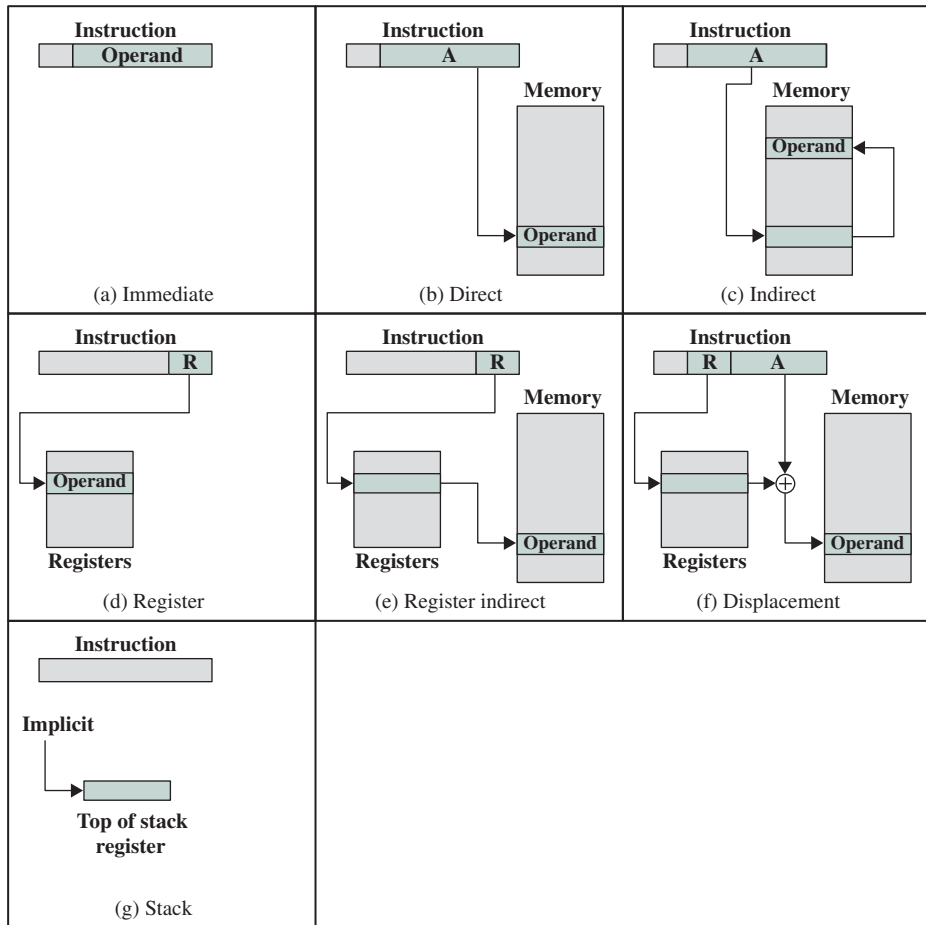 Instruction
Operand
(a) Immediate
Instruction
A
Memory
Operand
(b) Direct
Instruction
A
Memory
Operand
(c) Indirect
Instruction
R
Operand
Registers
(d) Register
Instruction
R
Memory
Operand
Registers
(e) Register indirect
Instruction
R A
Memory
+
Operand
Registers
(f) Displacement
Instruction
Implicit
Top of stack
register
(g) Stack